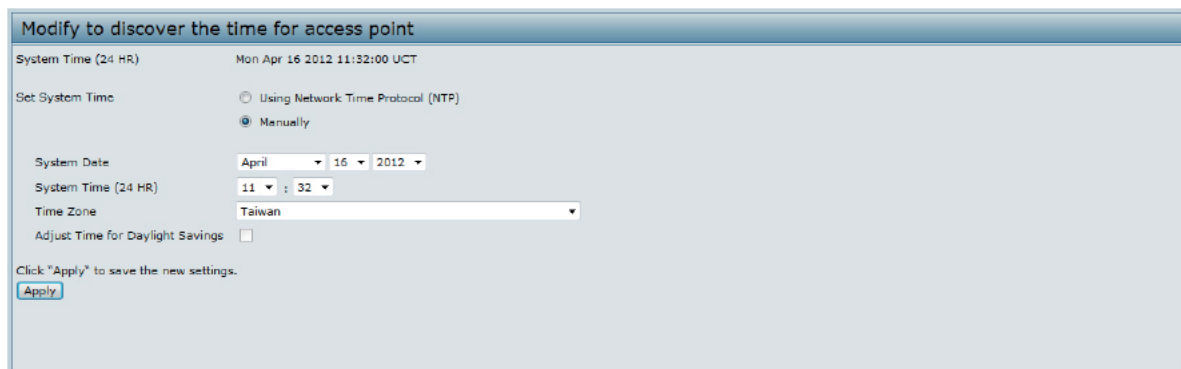 Modify to discover the time for access point
System Time (24 HR) Mon Apr 16 2012 11:32:00 UCT
Set System Time Using Network Time Protocol (NTP)
Manually
System Date April 16 2012
System Time (24 HR) 11 : 32
Time Zone Taiwan
Adjust Time for Daylight Savings
Click "Apply" to save the new settings.
Apply